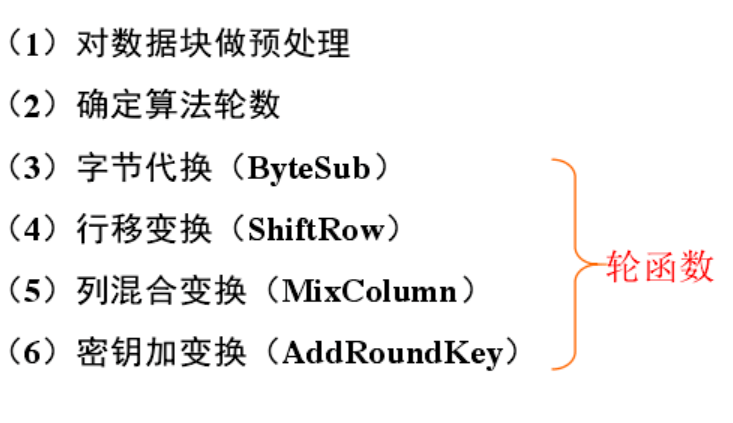 （1）对数据块做预处理
（2）确定算法轮数
（3）字节代换（ByteSub）
（4）行移变换（ShiftRow）
（5）列混合变换（MixColumn）
（6）密钥加变换（AddRoundKey）
轮函数